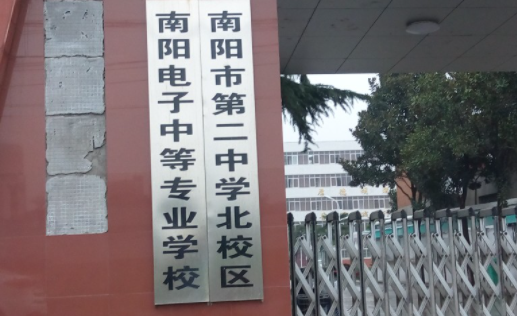 南阳市第二中学北校区
南阳电子中等专业学校